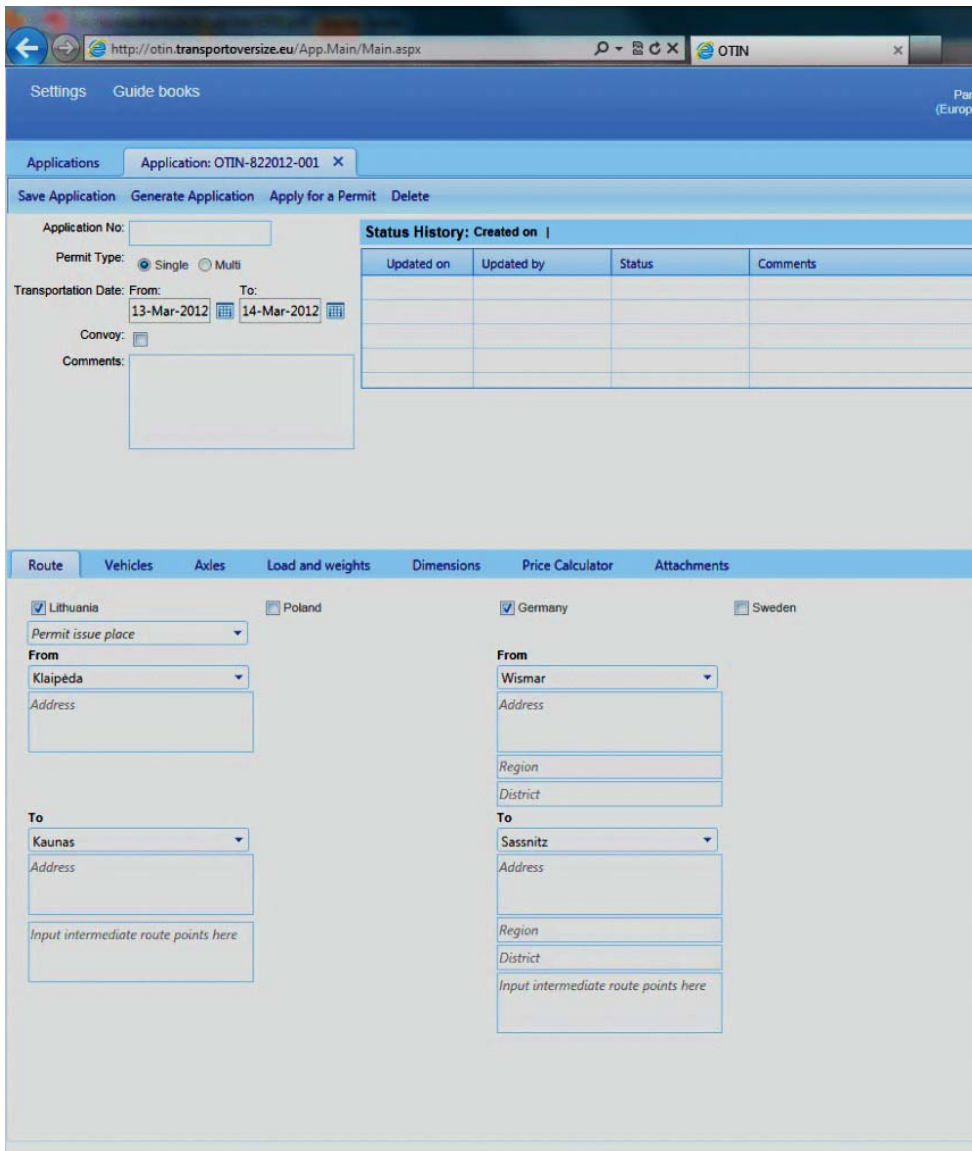 http://otin.transportoversize.eu/App.Main/Main.aspx
OTIN
Settings Guide books
Par
(Europ
Applications Application: OTIN-822012-001
Save Application Generate Application Apply for a Permit Delete
Application No:
Status History: Created on |
Permit Type: Single Multi
Updated on Updated by Status Comments
Transportation Date: From: To:
13-Mar-2012 14-Mar-2012
Convoy:
Comments:
Route Vehicles Axles Load and weights Dimensions Price Calculator Attachments
Lithuania Poland Germany Sweden
Permit issue place
From
Klaipėda
Address
From
Wismar
Address
Region
District
To
Kaunas
Address
Input intermediate route points here
To
Sassnitz
Address
Region
District
Input intermediate route points here